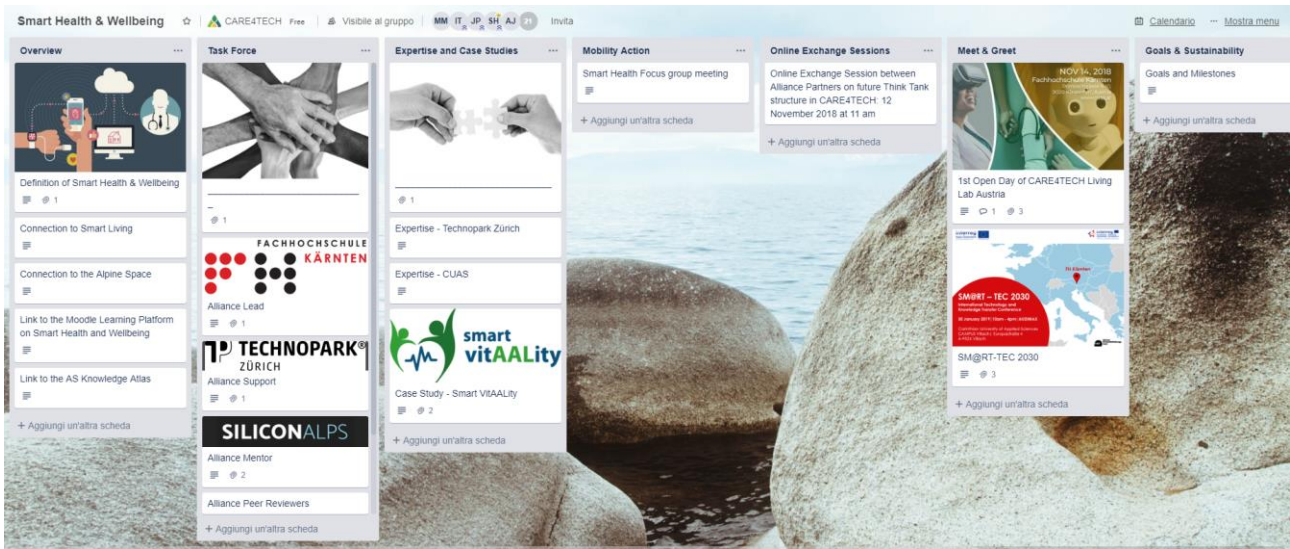 Smart Health & Wellbeing
CARE4TECH Free
Visibile al gruppo
MM IT JP SH AJ
Invita
Calendario
Mostra menu
Overview
Definition of Smart Health & Wellbeing
1
Connection to Smart Living
Connection to the Alpine Space
Link to the Moodle Learning Platform
on Smart Health and Wellbeing
Link to the AS Knowledge Atlas
+ Aggiungi un'altra scheda
Task Force
1
FACHHOCHSCHULE
KÄRNTEN
Alliance Lead
1
TECHNOPARK®
ZÜRICH
Alliance Support
1
SILICONALPS
Alliance Mentor
2
Alliance Peer Reviewers
+ Aggiungi un'altra scheda
Expertise and Case Studies
1
Expertise - Technopark Zürich
Expertise - CUAS
smart
vitAALity
Case Study - Smart VitAALity
2
+ Aggiungi un'altra scheda
Mobility Action
Smart Health Focus group meeting
+ Aggiungi un'altra scheda
Online Exchange Sessions
Online Exchange Session between
Alliance Partners on future Think Tank
structure in CARE4TECH: 12
November 2018 at 11 am
+ Aggiungi un'altra scheda
Meet & Greet
NOV 14, 2018
Fachhochschule Kärnten
1st Open Day of CARE4TECH Living
Lab Austria
1 3
SM@RT – TEC 2030
International Technology and
Knowledge Transfer Conference
SM@RT-TEC 2030
3
+ Aggiungi un'altra scheda
Goals & Sustainability
Goals and Milestones
+ Aggiungi un'altra scheda